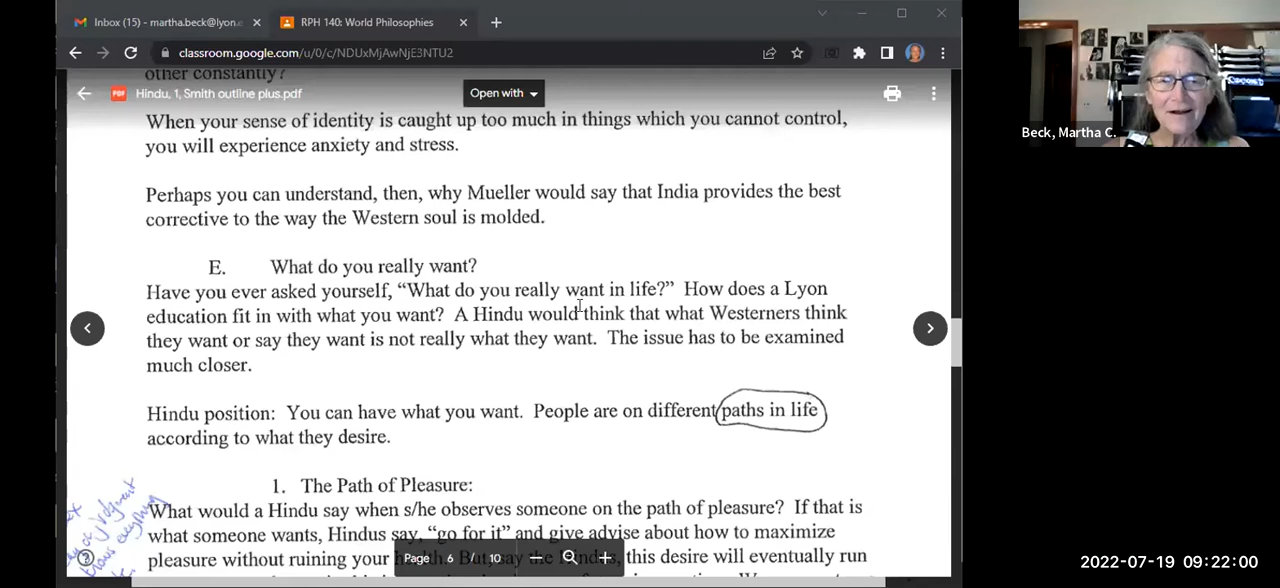 Inbox (15) - martha.beck@lyon.e
RPH 140: World Philosophies
classroom.google.com/u/0/c/NDUxMjAwNjE3NTU2
other constantly?
Hindu, 1, Smith outline plus.pdf
Open with
When your sense of identity is caught up too much in things which you cannot control,
you will experience anxiety and stress.
Perhaps you can understand, then, why Mueller would say that India provides the best
corrective to the way the Western soul is molded.
E. What do you really want?
Have you ever asked yourself, “What do you really want in life?” How does a Lyon
education fit in with what you want? A Hindu would think that what Westerners think
they want or say they want is not really what they want. The issue has to be examined
much closer.
Hindu position: You can have what you want. People are on different paths in life
according to what they desire.
1. The Path of Pleasure:
What would a Hindu say when s/he observes someone on the path of pleasure? If that is
what someone wants, Hindus say, “go for it” and give advise about how to maximize
pleasure without ruining your health. But, say the Hindus, this desire will eventually run
judgment
everything
Page 6 / 10
Beck, Martha C.
2022-07-19 09:22:00